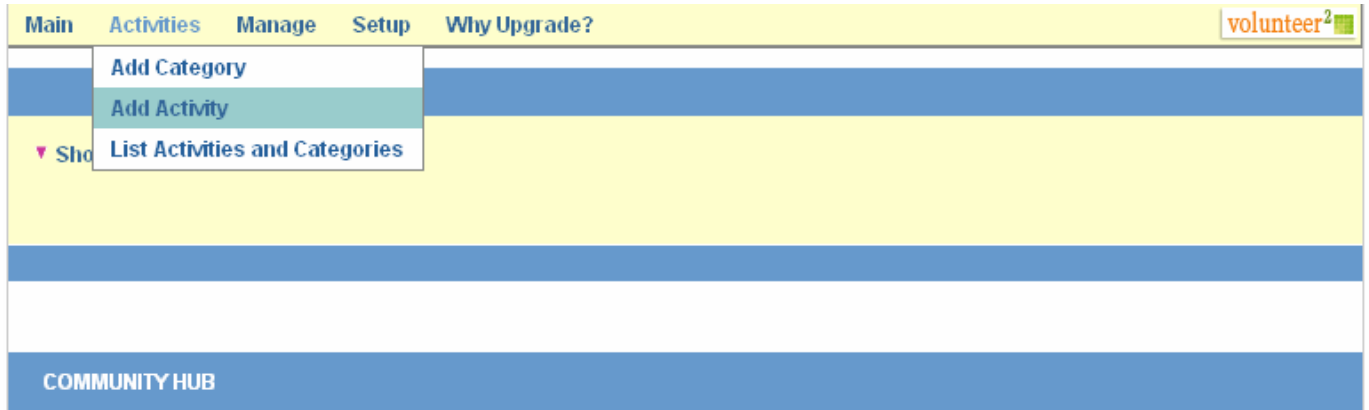 Main Activities Manage Setup Why Upgrade? volunteer²
Add Category
Add Activity
Sho List Activities and Categories
COMMUNITY HUB